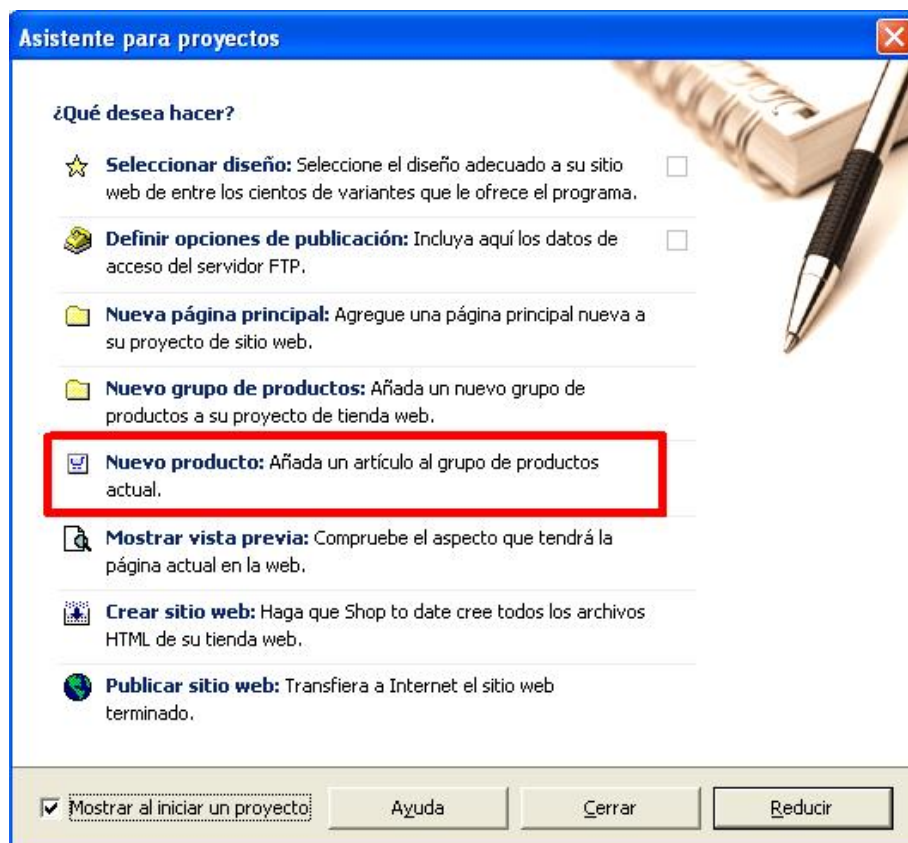 Asistente para proyectos
¿Qué desea hacer?
Seleccionar diseño: Seleccione el diseño adecuado a su sitio
web de entre los cientos de variantes que le ofrece el programa.
Definir opciones de publicación: Incluya aquí los datos de
acceso del servidor FTP.
Nueva página principal: Agregue una página principal nueva a
su proyecto de sitio web.
Nuevo grupo de productos: Añada un nuevo grupo de
productos a su proyecto de tienda web.
Nuevo producto: Añada un artículo al grupo de productos
actual.
Mostrar vista previa: Compruebe el aspecto que tendrá la
página actual en la web.
Crear sitio web: Haga que Shop to date cree todos los archivos
HTML de su tienda web.
Publicar sitio web: Transfiera a Internet el sitio web
terminado.
Mostrar al iniciar un proyecto Ayuda Cerrar Reducir